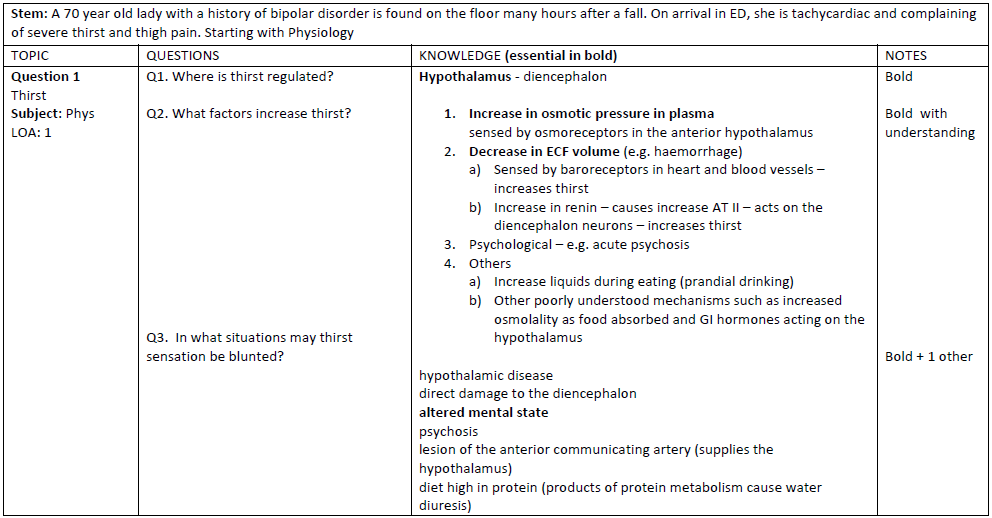 Stem: A 70 year old lady with a history of bipolar disorder is found on the floor many hours after a fall. On arrival in ED, she is tachycardiac and complaining
of severe thirst and thigh pain. Starting with Physiology
TOPIC
QUESTIONS
KNOWLEDGE (essential in bold)
NOTES
Question 1
Thirst
Subject: Phys
LOA: 1
Q1. Where is thirst regulated?
Hypothalamus - diencephalon
Bold
Q2. What factors increase thirst?
1. Increase in osmotic pressure in plasma
sensed by osmoreceptors in the anterior hypothalamus
2. Decrease in ECF volume (e.g. haemorrhage)
a) Sensed by baroreceptors in heart and blood vessels –
increases thirst
b) Increase in renin – causes increase AT II – acts on the
diencephalon neurons – increases thirst
3. Psychological – e.g. acute psychosis
4. Others
a) Increase liquids during eating (prandial drinking)
b) Other poorly understood mechanisms such as increased
osmolality as food absorbed and GI hormones acting on the
hypothalamus
Bold with
understanding
Q3. In what situations may thirst
sensation be blunted?
hypothalamic disease
direct damage to the diencephalon
altered mental state
psychosis
lesion of the anterior communicating artery (supplies the
hypothalamus)
diet high in protein (products of protein metabolism cause water
diuresis)
Bold + 1 other